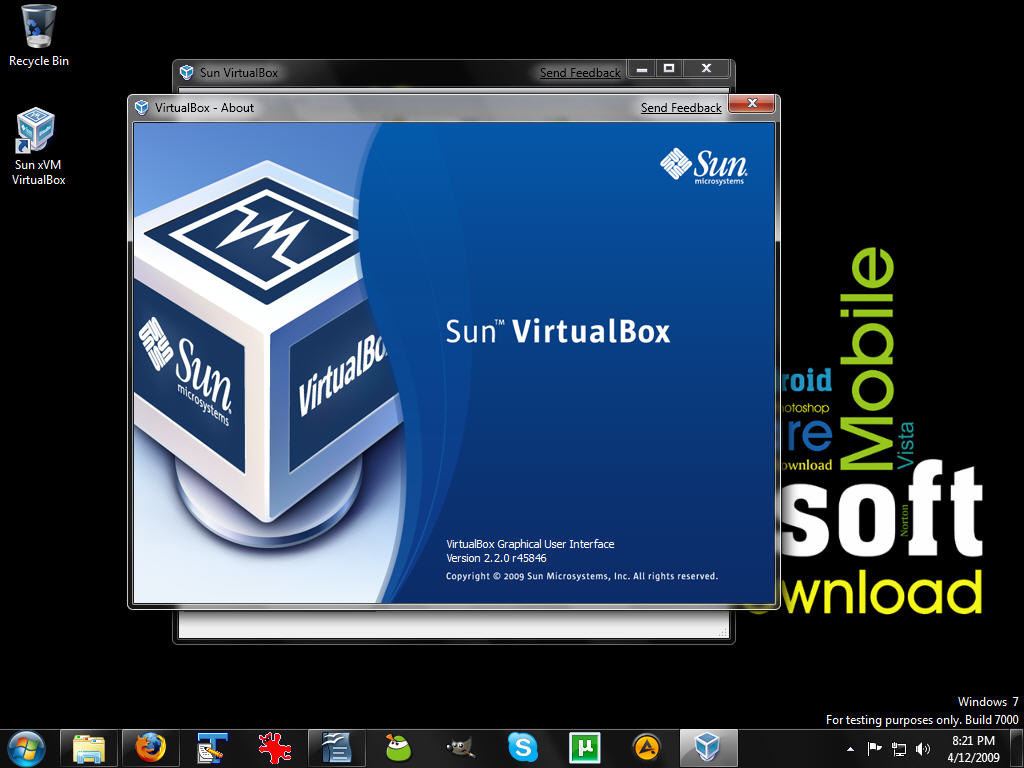 Recycle Bin
Sun xVM
VirtualBox
Sun VirtualBox
Send Feedback
VirtualBox - About
Send Feedback
Sun
microsystems
Sun
microsystems
VirtualBo
Sun™ VirtualBox
VirtualBox Graphical User Interface
Version 2.2.0 r45846
Copyright © 2009 Sun Microsystems, Inc. All rights reserved.
Mobile
roid
otoshop
re
Vista
ownload
soft
Norton
ownload
Windows 7
For testing purposes only. Build 7000
8:21 PM
4/12/2009